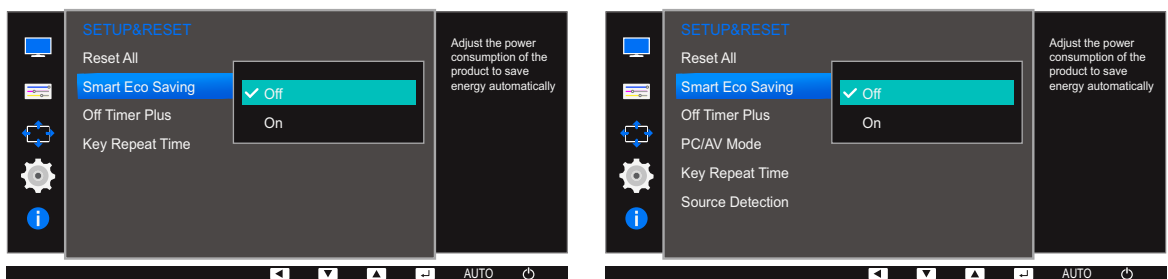 SETUP&RESET
Reset All
Smart Eco Saving
Off Timer Plus
Key Repeat Time
Off
On
Adjust the power
consumption of the
product to save
energy automatically
AUTO
SETUP&RESET
Reset All
Smart Eco Saving
Off Timer Plus
PC/AV Mode
Key Repeat Time
Source Detection
Off
On
Adjust the power
consumption of the
product to save
energy automatically
AUTO